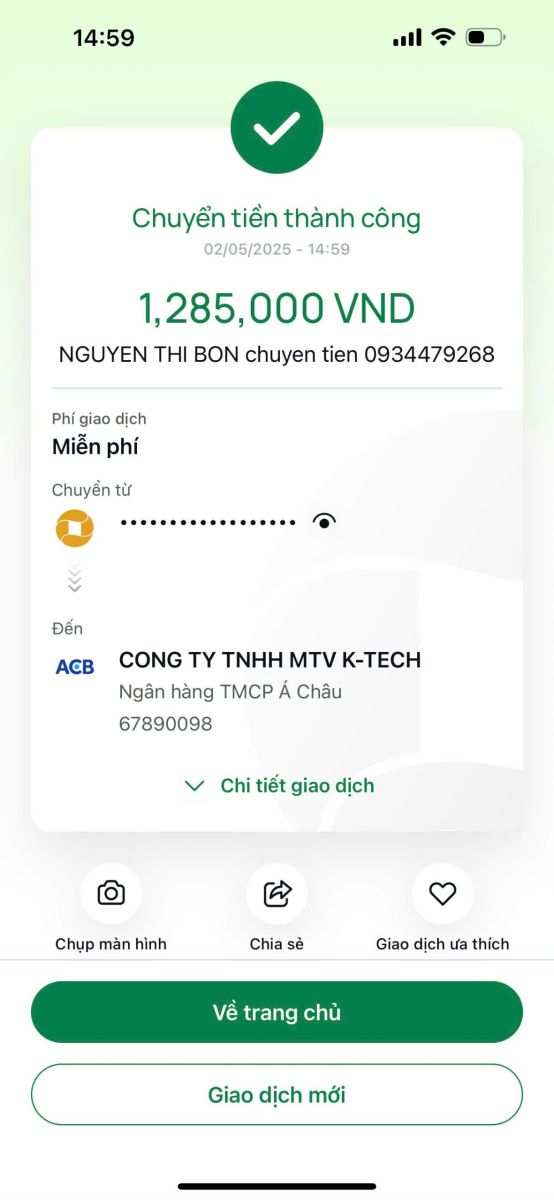 14:59
Chuyển tiền thành công
02/05/2025 - 14:59
1,285,000 VND
NGUYEN THI BON chuyen tien 0934479268
Phí giao dịch
Miễn phí
Chuyển từ
••••••••••••••••••
Đến
ACB
CONG TY TNHH MTV K-TECH
Ngân hàng TMCP Á Châu
67890098
Chi tiết giao dịch
Chụp màn hình
Chia sẻ
Giao dịch ưa thích
Về trang chủ
Giao dịch mới